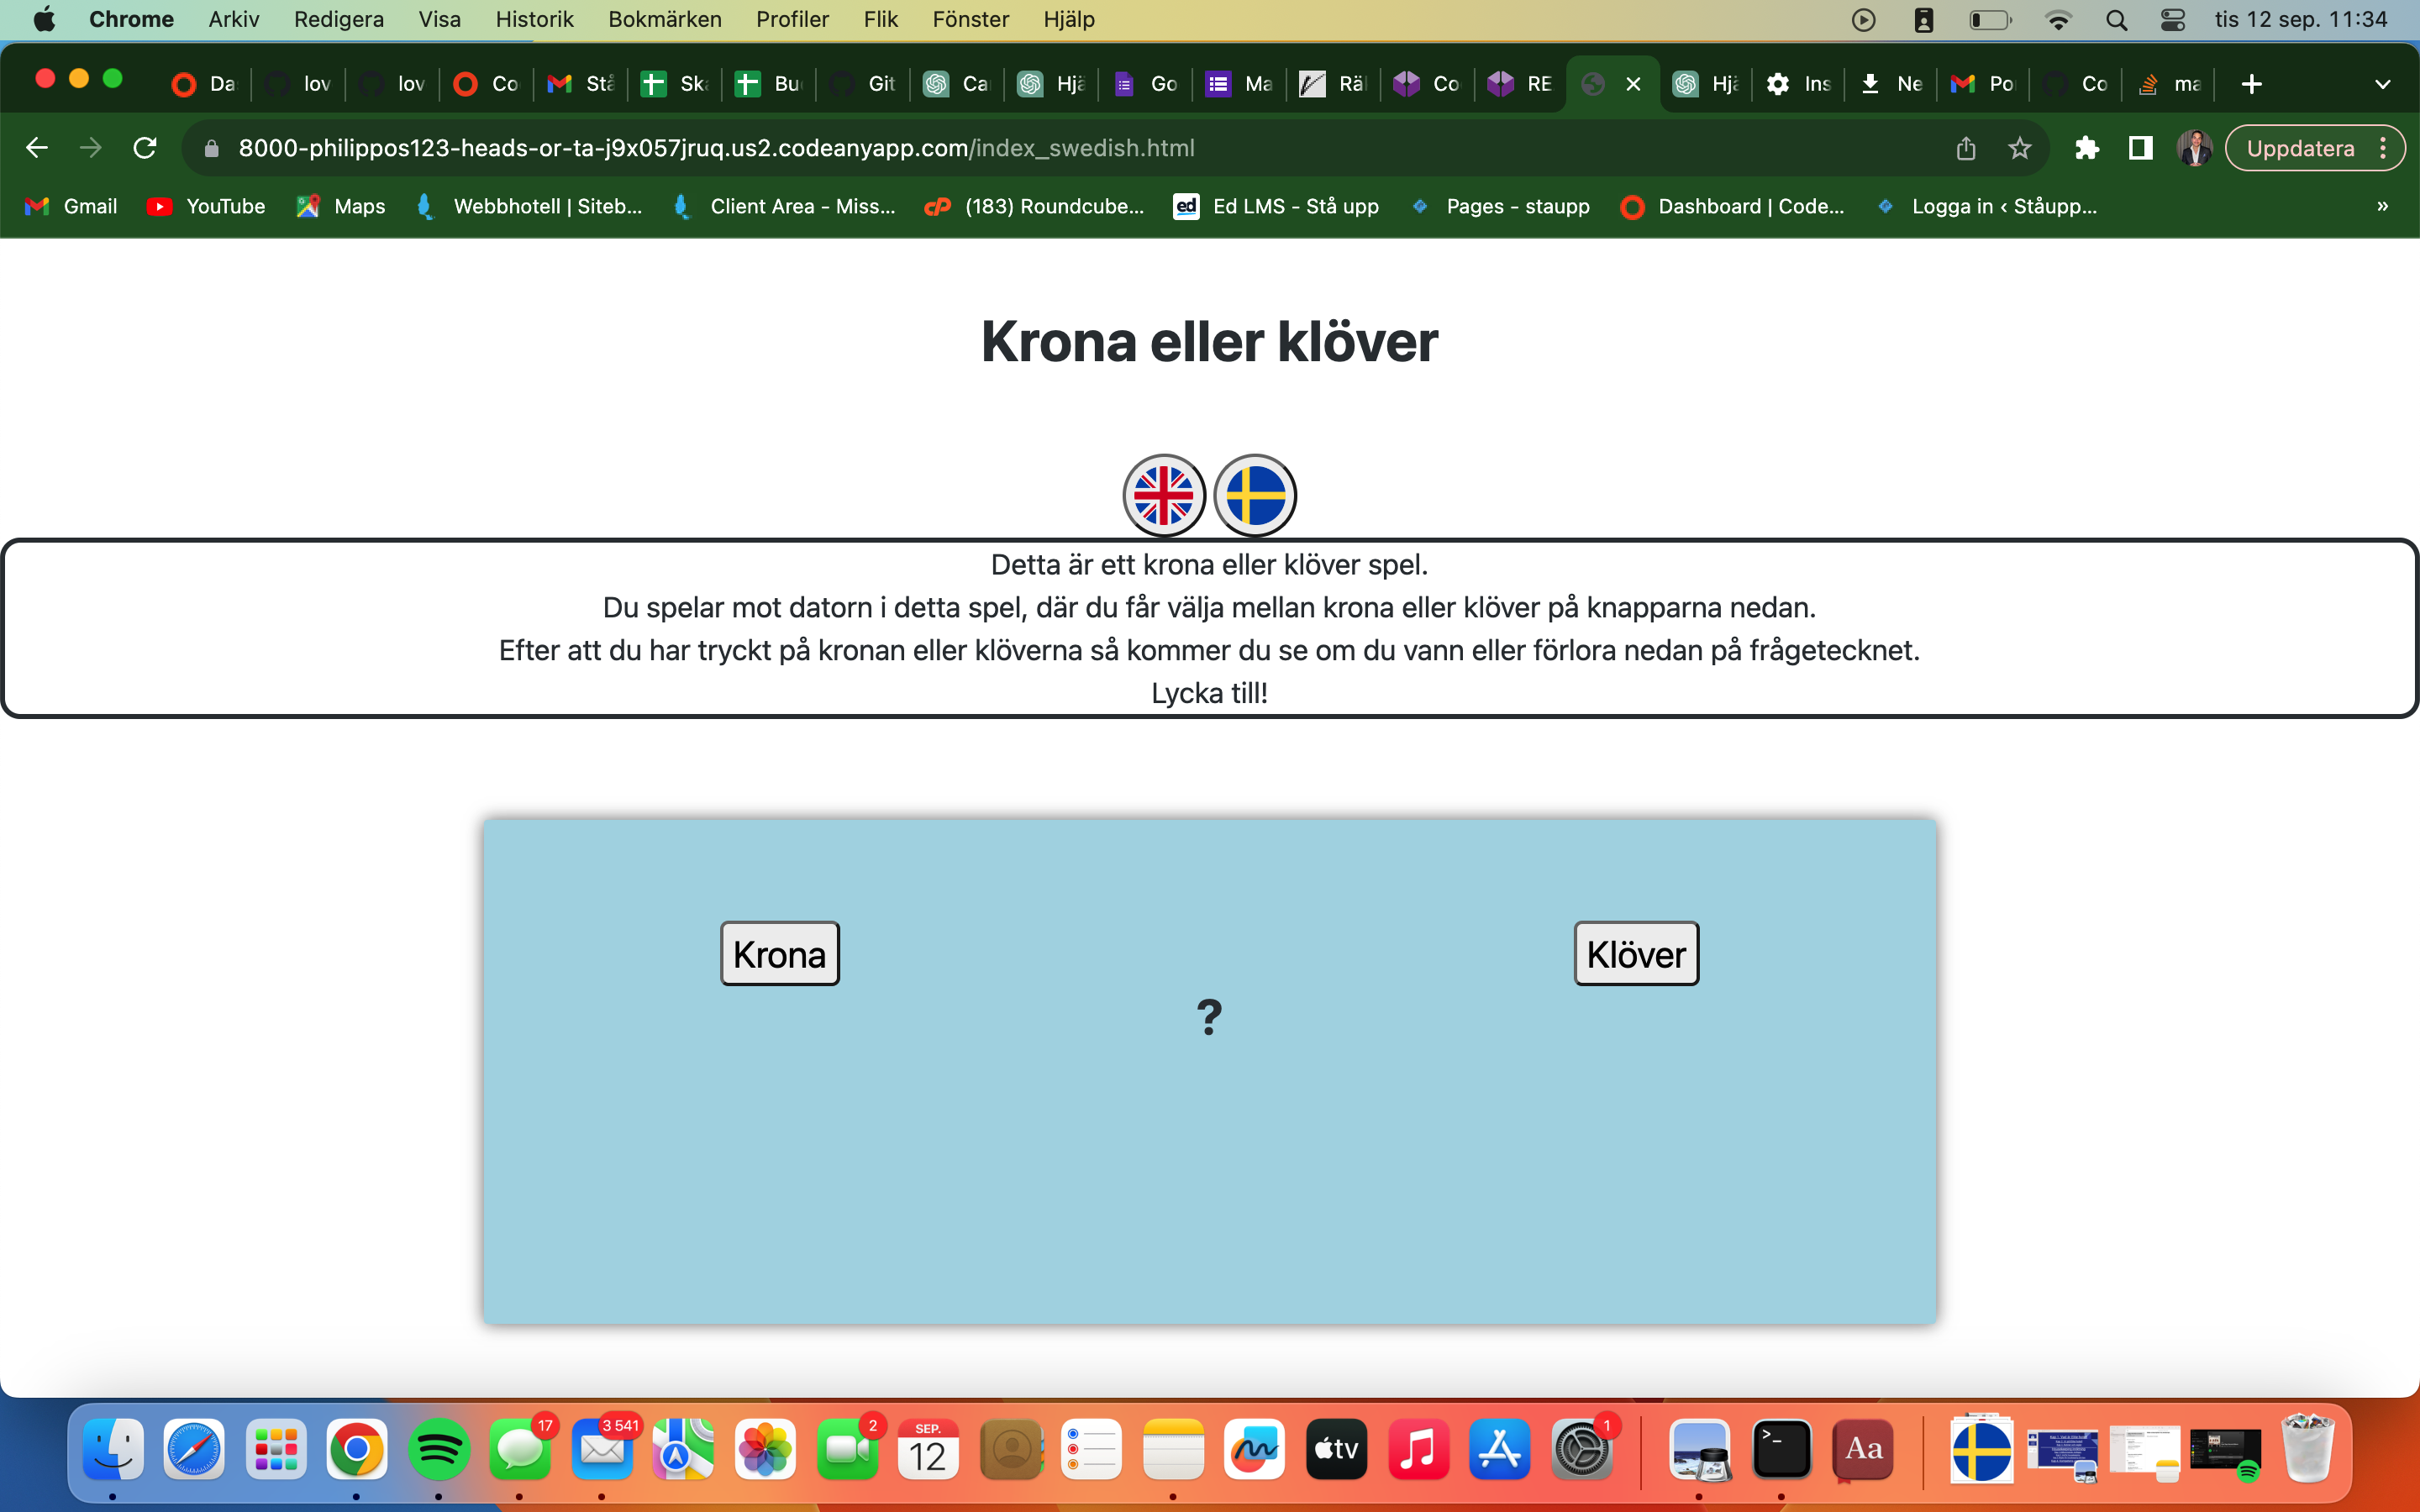 Chrome Arkiv Redigera Visa Historik Bokmärken Profiler Flik Fönster Hjälp tis 12 sep. 11:34
Da lov lov Co Stå Ska Bu Git Ca Hjä Go Ma Räl Co RE Hjä Ins Ne Po Co ma
8000-philippos123-heads-or-ta-j9x057jruq.us2.codeanyapp.com/index_swedish.html Uppdatera
Gmail YouTube Maps Webbhotell | Siteb... Client Area - Miss... cP (183) Roundcube... ed Ed LMS - Stå upp Pages - staupp Dashboard | Code... Logga in ‹ Ståupp... »
Krona eller klöver
Detta är ett krona eller klöver spel.
Du spelar mot datorn i detta spel, där du får välja mellan krona eller klöver på knapparna nedan.
Efter att du har tryckt på kronan eller klöverna så kommer du se om du vann eller förlora nedan på frågetecknet.
Lycka till!
Krona Klöver
?
17 3 541 2 SEP. 1
12 tv >_ Aa